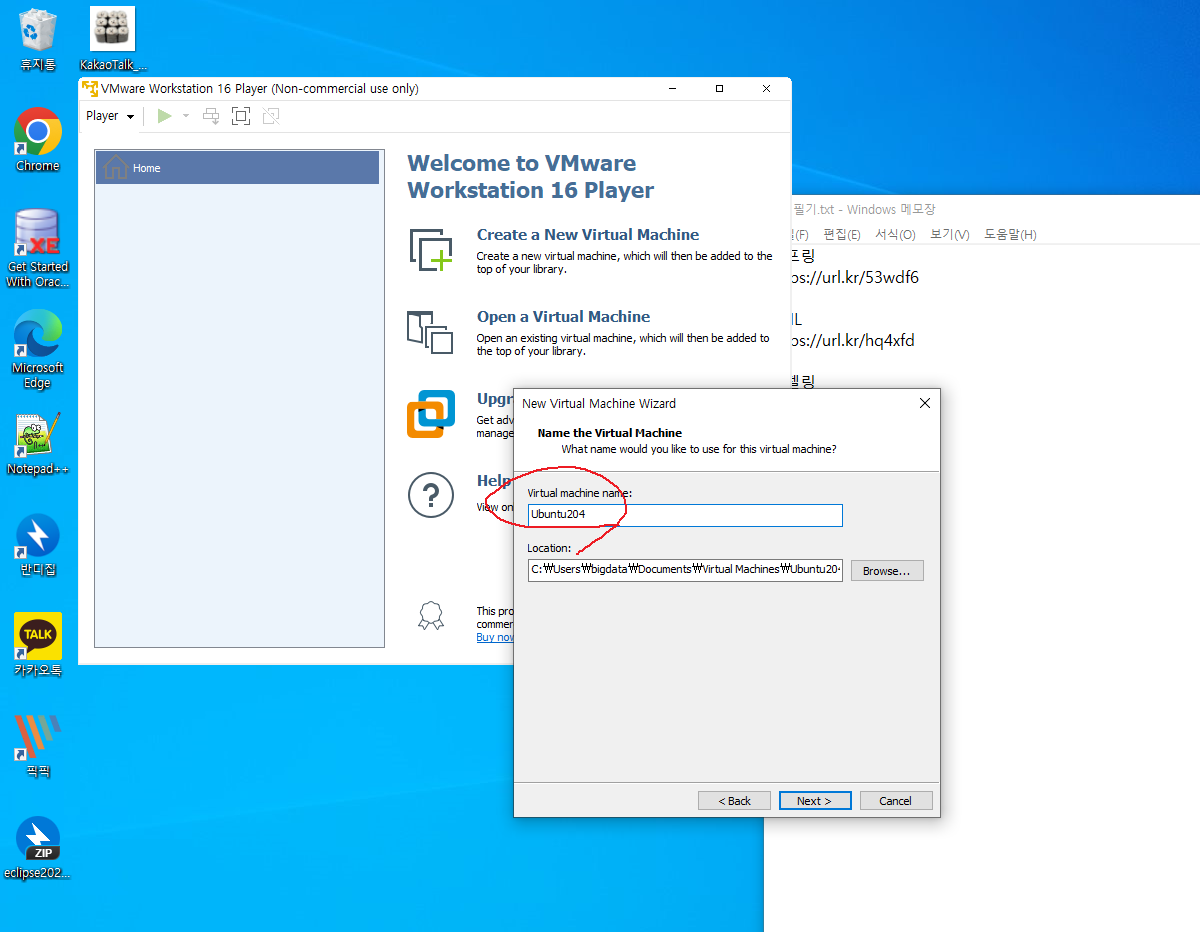 휴지통
KakaoTalk_...
Chrome
XE
Get Started
With Orac...
Microsoft
Edge
Notepad++
반디집
TALK
카카오톡
픽픽
ZIP
eclipse202...
VMware Workstation 16 Player (Non-commercial use only)
Player
Home
Welcome to VMware
Workstation 16 Player
Create a New Virtual Machine
Create a new virtual machine, which will then be added to the
top of your library.
Open a Virtual Machine
Open an existing virtual machine, which will then be added to
the top of your library.
Upgr
Get adv
manage
Help
View on
This pro
commer
Buy now
필기.txt - Windows 메모장
(F) 편집(E) 서식(O) 보기(V) 도움말(H)
프링
ps://url.kr/53wdf6
IL
ps://url.kr/hq4xfd
델링
New Virtual Machine Wizard
Name the Virtual Machine
What name would you like to use for this virtual machine?
Virtual machine name:
Ubuntu204
Location:
C:₩Users₩bigdata₩Documents₩Virtual Machines₩Ubuntu20
Browse...
< Back
Next >
Cancel